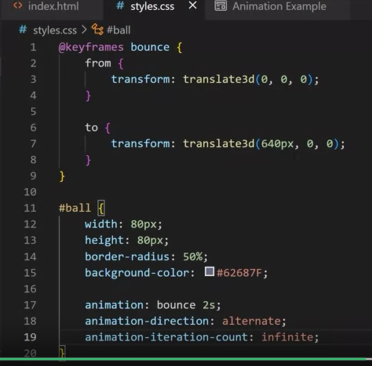 index.html styles.css Animation Example
styles.css > #ball
1 @keyframes bounce {
2 from {
3 transform: translate3d(0, 0, 0);
4 }
5
6 to {
7 transform: translate3d(640px, 0, 0);
8 }
9 }
10
11 #ball {
12 width: 80px;
13 height: 80px;
14 border-radius: 50%;
15 background-color: #62687F;
16
17 animation: bounce 2s;
18 animation-direction: alternate;
19 animation-iteration-count: infinite;
20 }